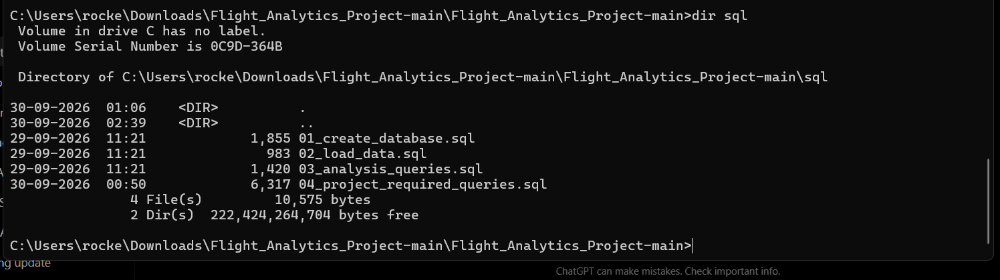 C:\Users\rocke\Downloads\Flight_Analytics_Project-main\Flight_Analytics_Project-main>dir sql
 Volume in drive C has no label.
 Volume Serial Number is 0C9D-364B

 Directory of C:\Users\rocke\Downloads\Flight_Analytics_Project-main\Flight_Analytics_Project-main\sql

30-09-2026  01:06    <DIR>          .
30-09-2026  02:39    <DIR>          ..
29-09-2026  11:21             1,855 01_create_database.sql
29-09-2026  11:21               983 02_load_data.sql
29-09-2026  11:21             1,420 03_analysis_queries.sql
30-09-2026  00:50             6,317 04_project_required_queries.sql
               4 File(s)         10,575 bytes
               2 Dir(s)  222,424,264,704 bytes free

C:\Users\rocke\Downloads\Flight_Analytics_Project-main\Flight_Analytics_Project-main>
ng update
ChatGPT can make mistakes. Check important info.